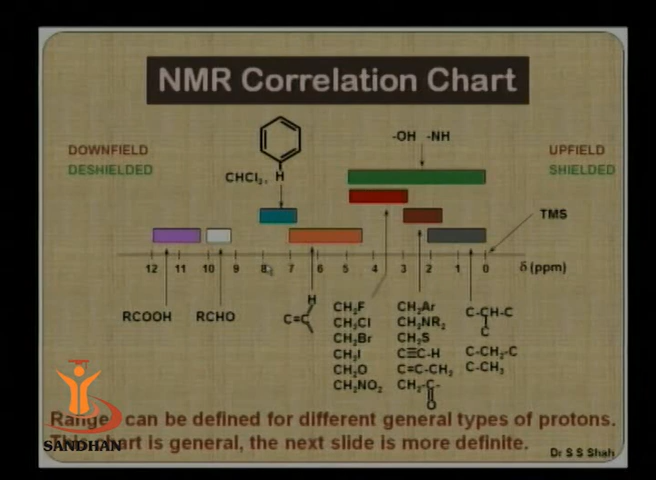 NMR Correlation Chart
-OH -NH
DOWNFIELD
DESHIELDED
UPFIELD
SHIELDED
CHCl₃, H
TMS
12 11 10 9 8 7 6 5 4 3 2 1 0 δ (ppm)
RCOOH
RCHO
H
C=C
CH₂F
CH₂Cl
CH₂Br
CH₂I
CH₂O
CH₂NO₂
CH₂Ar
CH₂NR₂
CH₂S
C≡C-H
C=C-CH₃
CH₂-C-
O
C-CH-C
C
C-CH₂-C
C-CH₃
Range can be defined for different general types of protons.
This chart is general, the next slide is more definite.
SANDHAN
Dr S S Shah